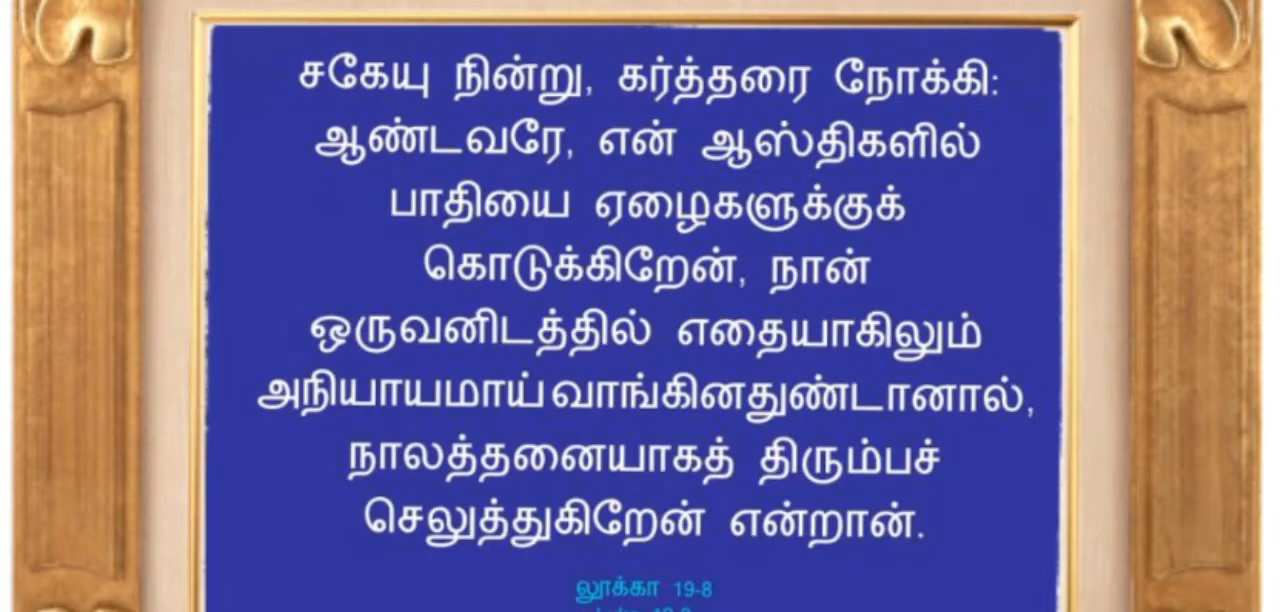 சகேயு நின்று, கர்த்தரை நோக்கி:
ஆண்டவரே, என் ஆஸ்திகளில்
பாதியை ஏழைகளுக்குக்
கொடுக்கிறேன், நான்
ஒருவனிடத்தில் எதையாகிலும்
அநியாயமாய் வாங்கினதுண்டானால்,
நாலத்தனையாகத் திரும்பச்
செலுத்துகிறேன் என்றான்.
லூக்கா 19-8